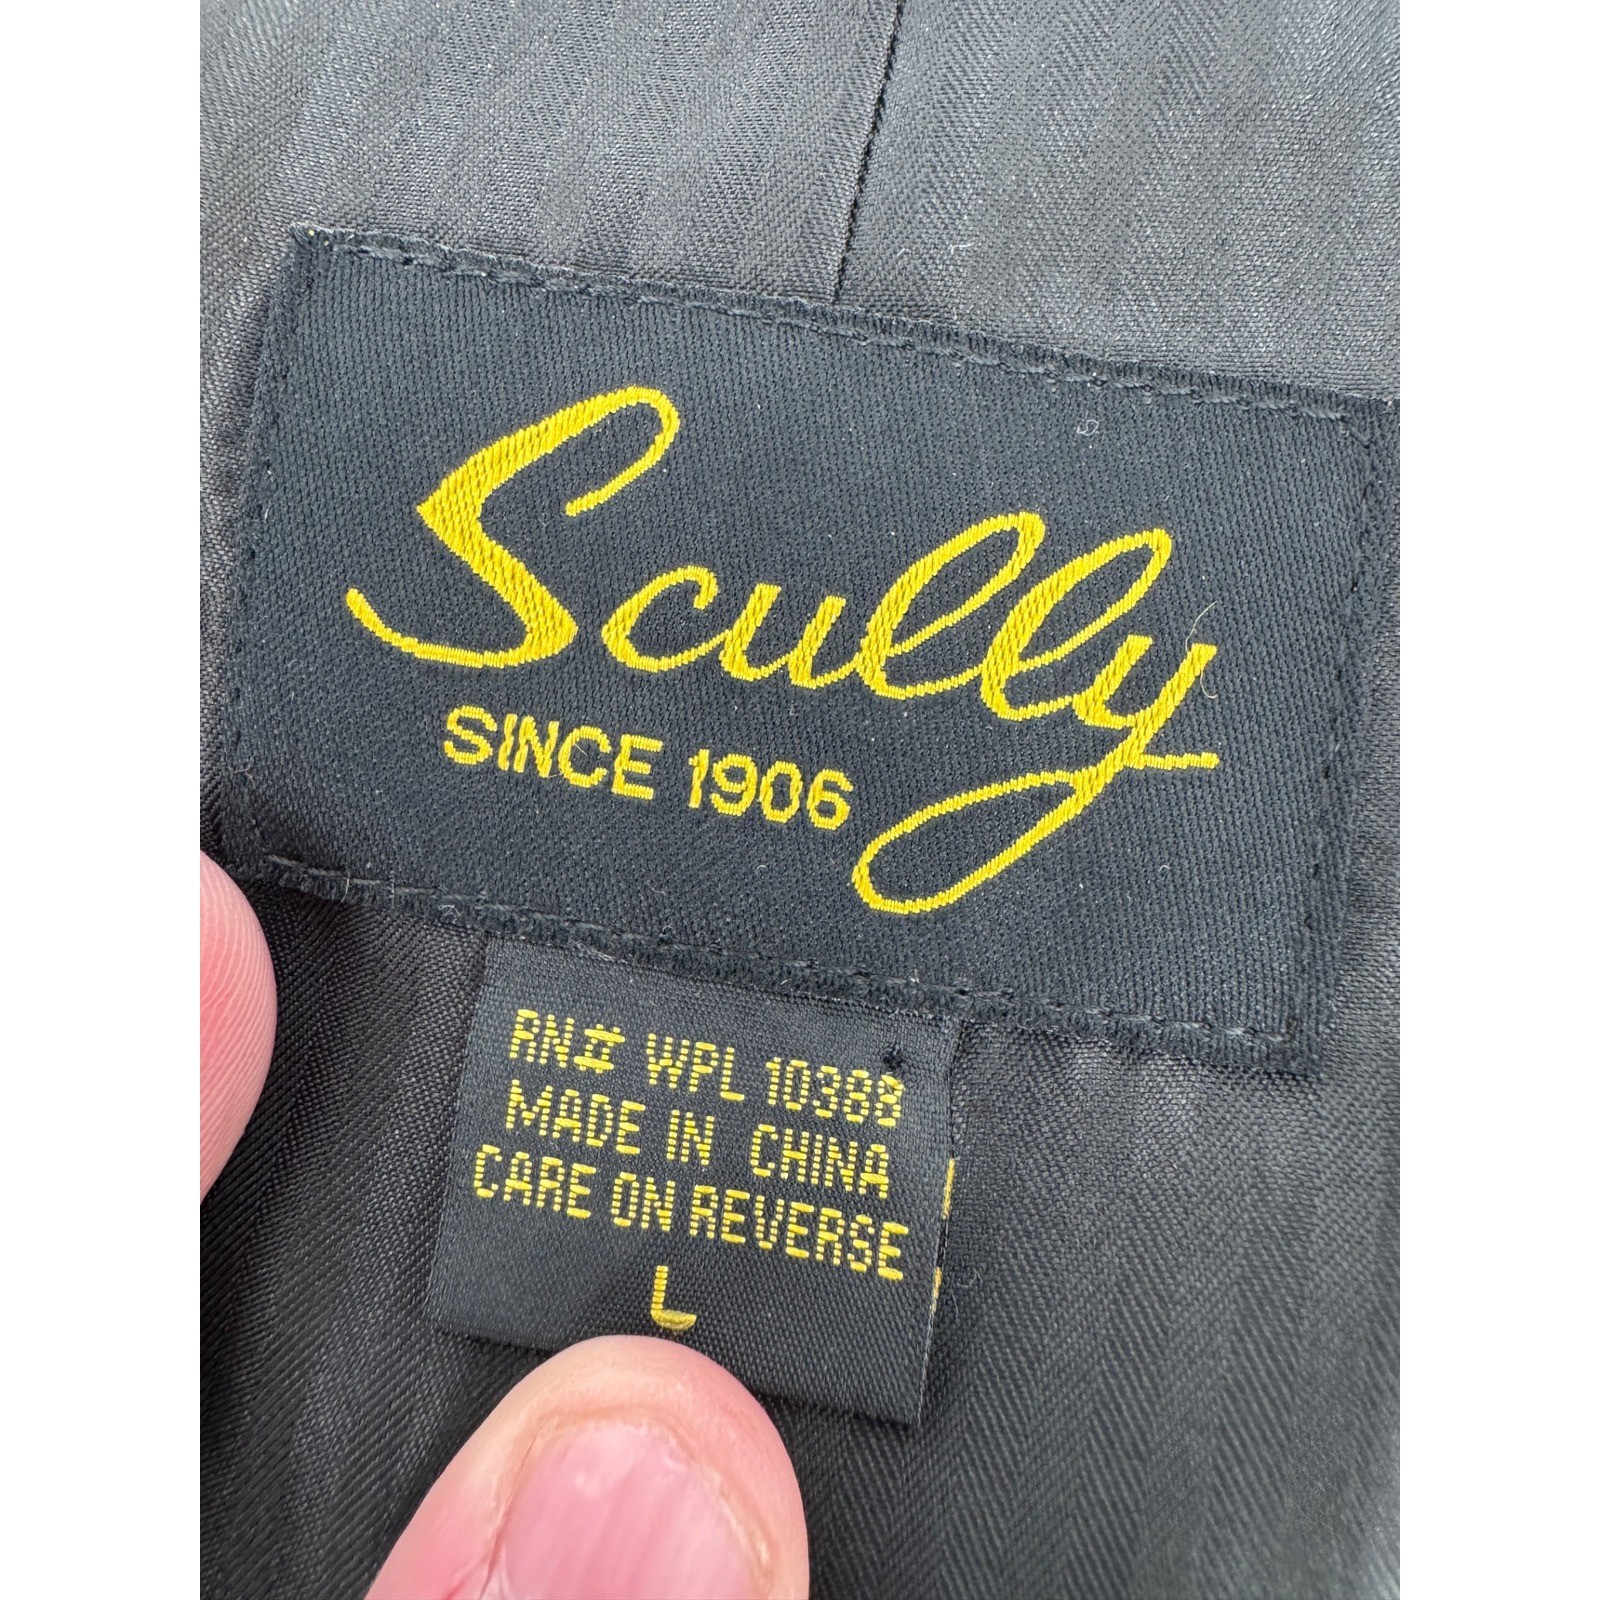 Scully
SINCE 1906
RN# WPL 10388
MADE IN CHINA
CARE ON REVERSE
L